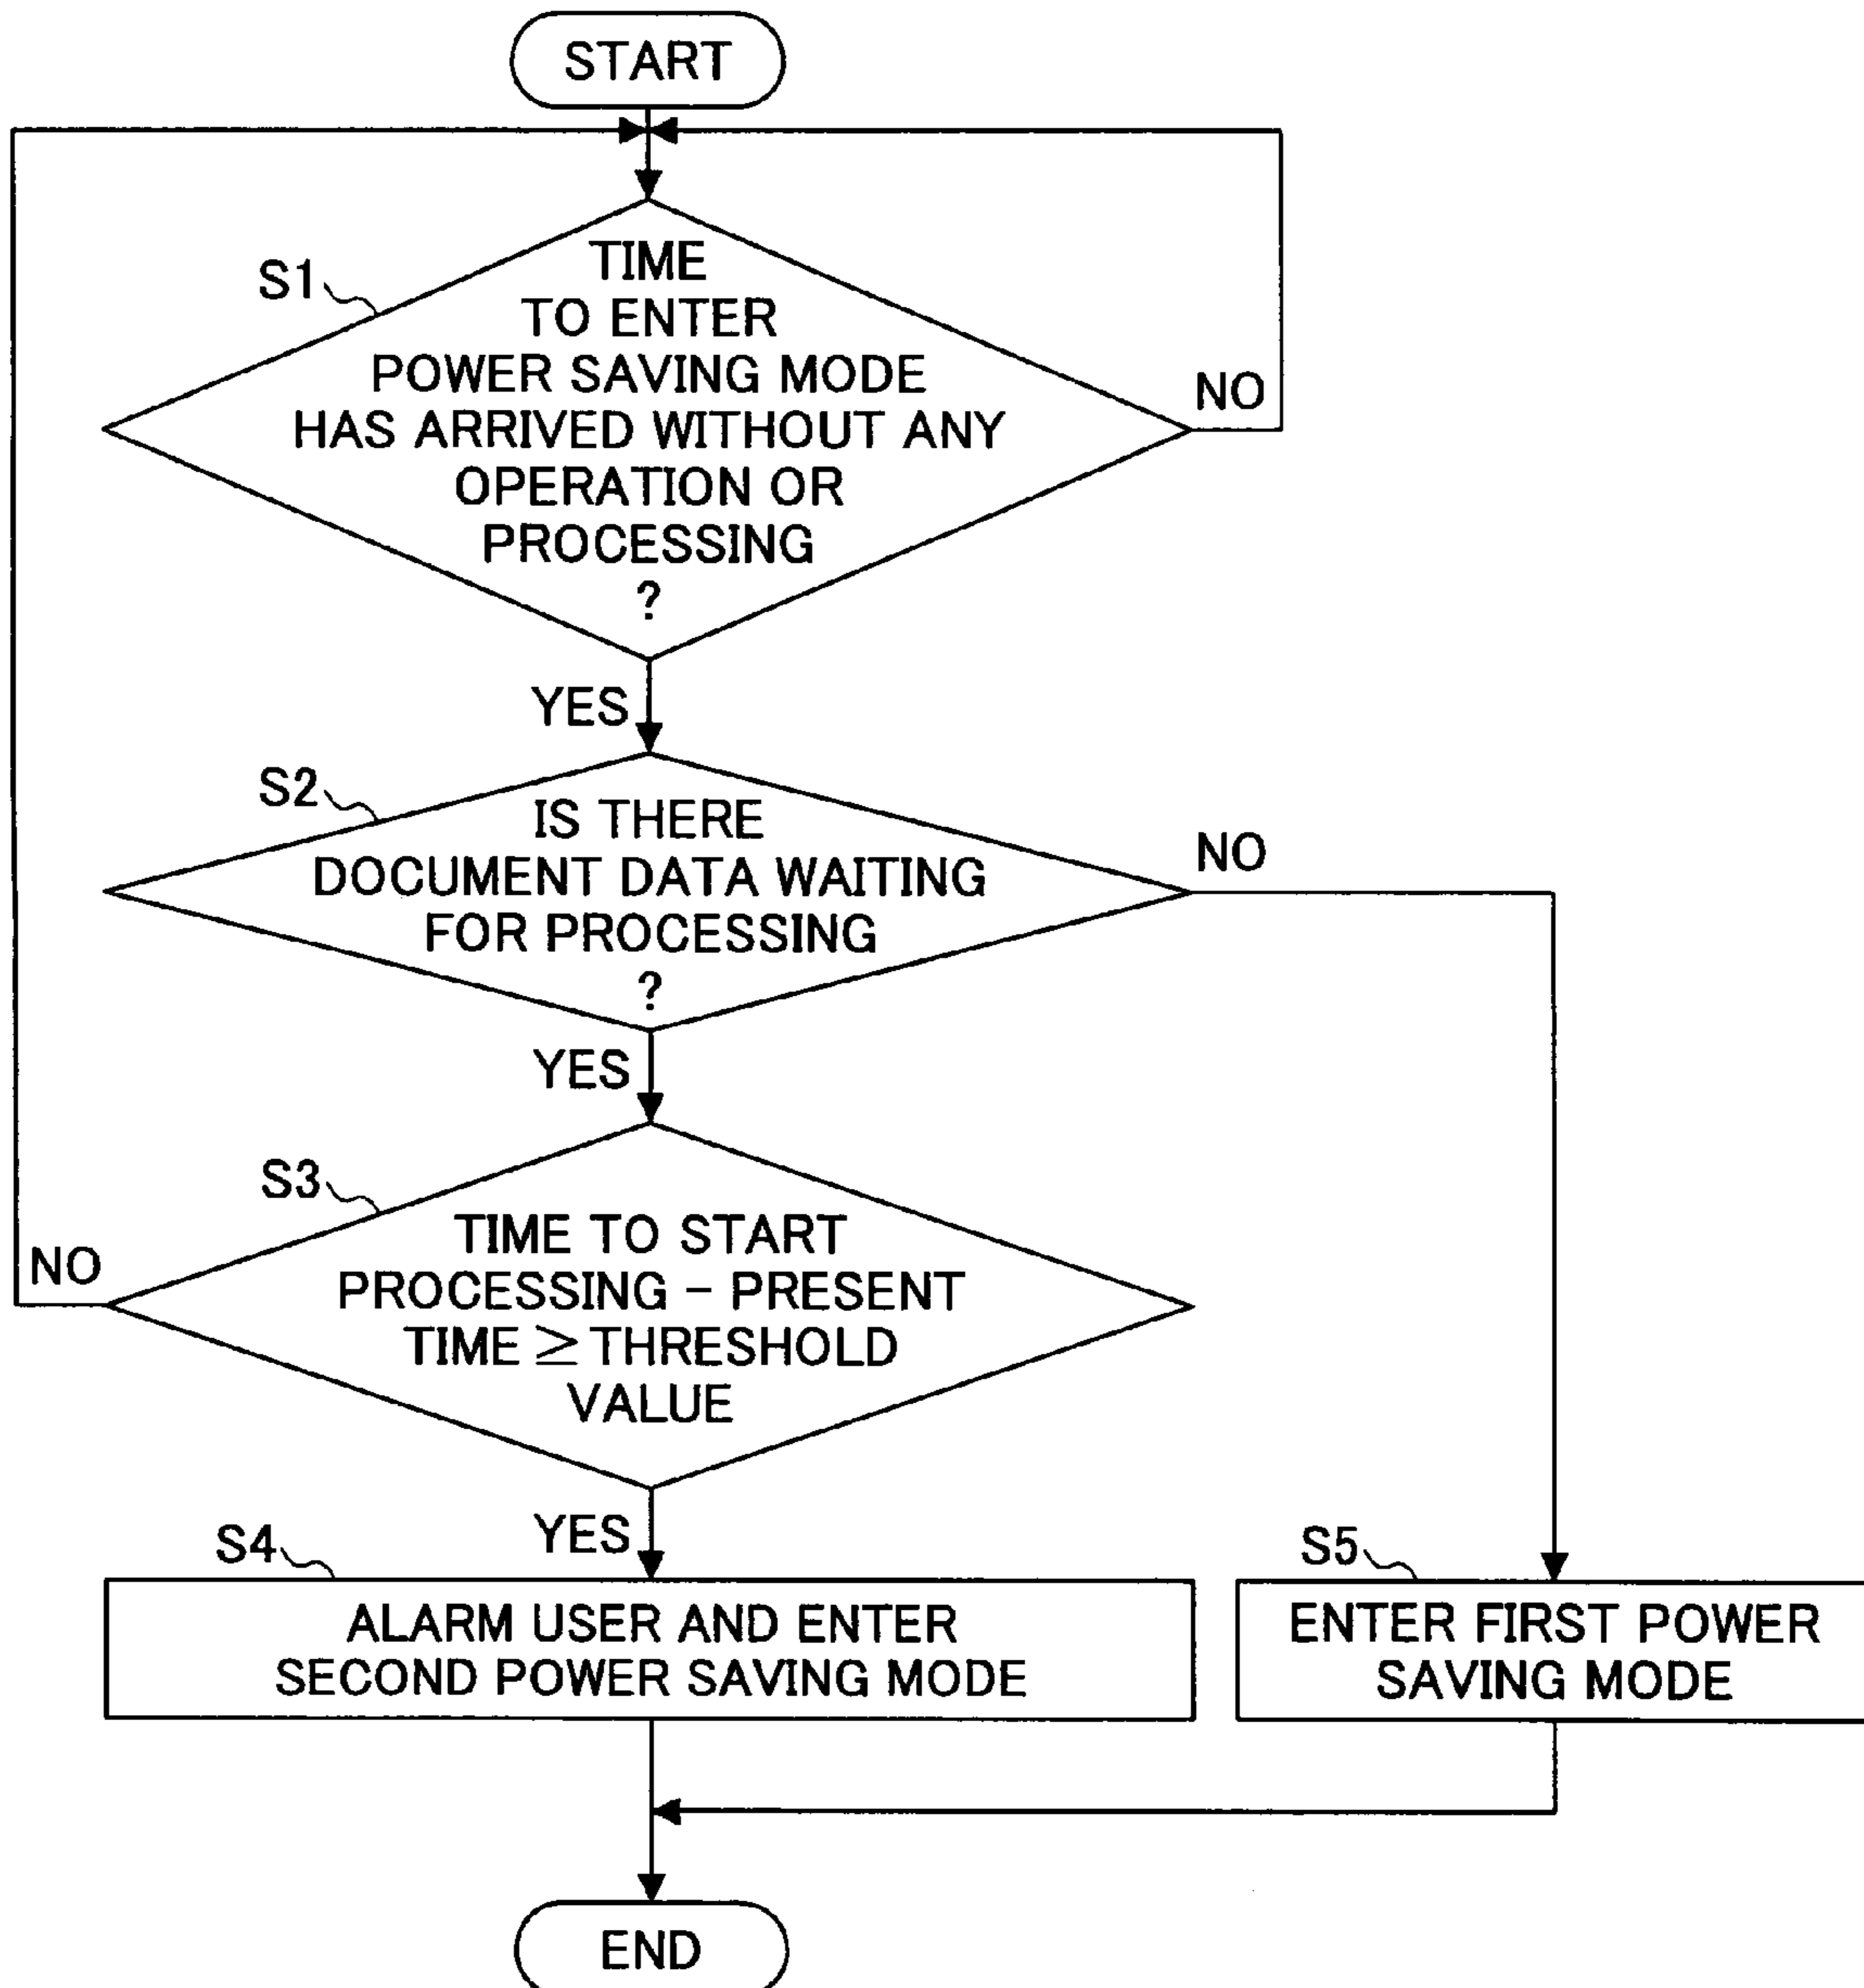 START
S1
TIME
TO ENTER
POWER SAVING MODE
HAS ARRIVED WITHOUT ANY
OPERATION OR
PROCESSING
?
NO
YES
S2
IS THERE
DOCUMENT DATA WAITING
FOR PROCESSING
?
NO
YES
S3
TIME TO START
PROCESSING – PRESENT
TIME ≥ THRESHOLD
VALUE
NO
YES
S4
ALARM USER AND ENTER
SECOND POWER SAVING MODE
S5
ENTER FIRST POWER
SAVING MODE
END